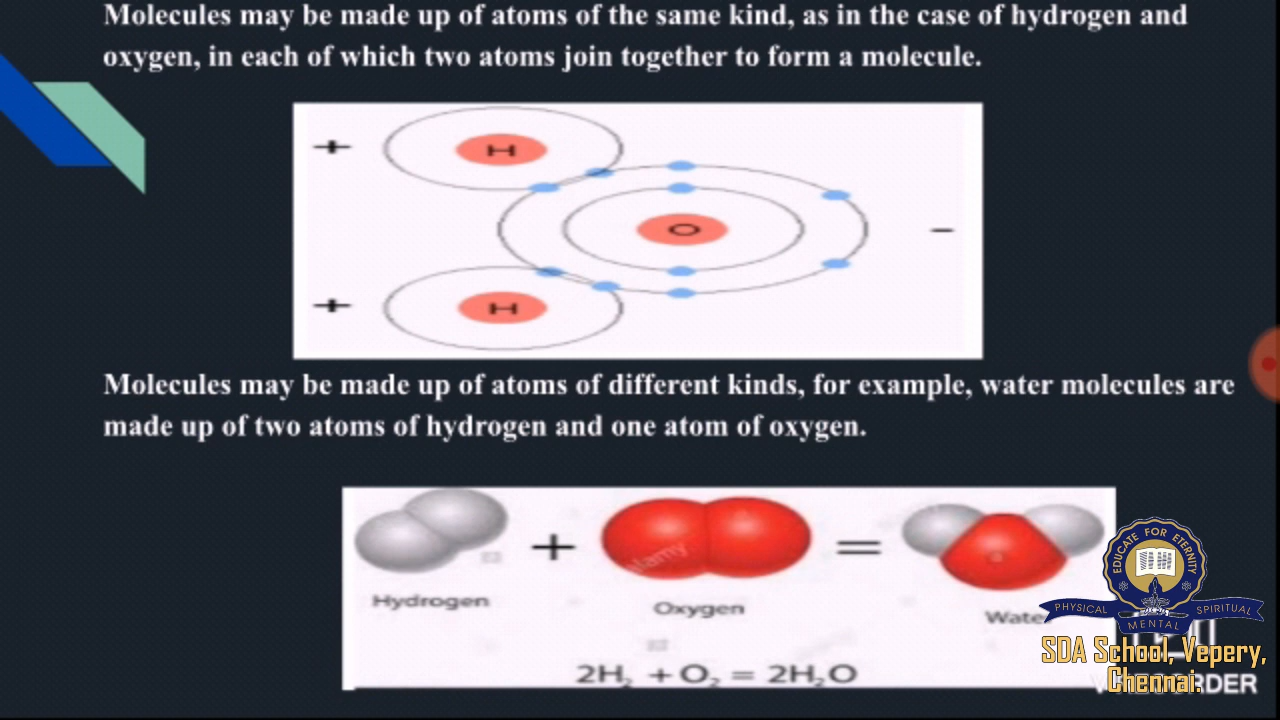 Molecules may be made up of atoms of the same kind, as in the case of hydrogen and
oxygen, in each of which two atoms join together to form a molecule.
+ H
O -
+ H
Molecules may be made up of atoms of different kinds, for example, water molecules are
made up of two atoms of hydrogen and one atom of oxygen.
+ =
alamy
Hydrogen
Oxygen
Wate
2H₂ + O₂ = 2H₂O
EDUCATE FOR ETERNITY
PHYSICAL MENTAL SPIRITUAL
SDA School, Vepery,
Chennai.